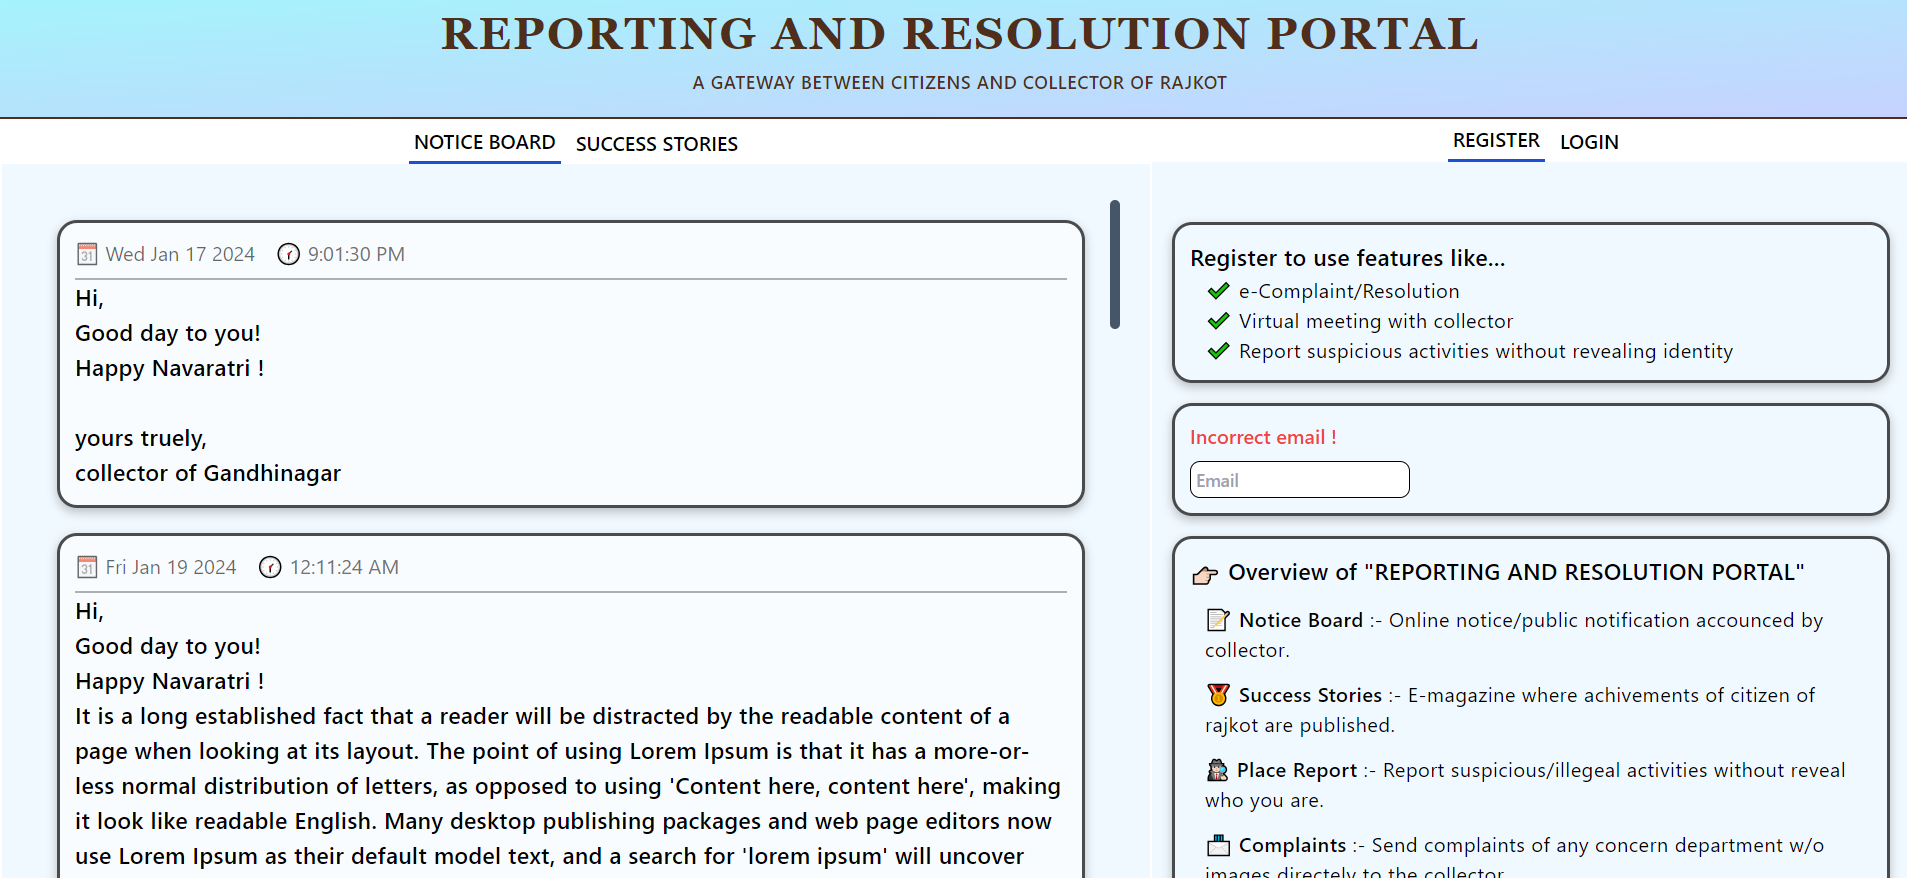 REPORTING AND RESOLUTION PORTAL
A GATEWAY BETWEEN CITIZENS AND COLLECTOR OF RAJKOT
NOTICE BOARD
SUCCESS STORIES
REGISTER
LOGIN
Wed Jan 17 2024
9:01:30 PM
Hi,
Good day to you!
Happy Navaratri !
yours truely,
collector of Gandhinagar
Fri Jan 19 2024
12:11:24 AM
Hi,
Good day to you!
Happy Navaratri !
It is a long established fact that a reader will be distracted by the readable content of a
page when looking at its layout. The point of using Lorem Ipsum is that it has a more-or-
less normal distribution of letters, as opposed to using 'Content here, content here', making
it look like readable English. Many desktop publishing packages and web page editors now
use Lorem Ipsum as their default model text, and a search for 'lorem ipsum' will uncover
Register to use features like...
e-Complaint/Resolution
Virtual meeting with collector
Report suspicious activities without revealing identity
Incorrect email !
Email
Overview of "REPORTING AND RESOLUTION PORTAL"
Notice Board :- Online notice/public notification accounced by
collector.
Success Stories :- E-magazine where achivements of citizen of
rajkot are published.
Place Report :- Report suspicious/illegeal activities without reveal
who you are.
Complaints :- Send complaints of any concern department w/o
images directely to the collector